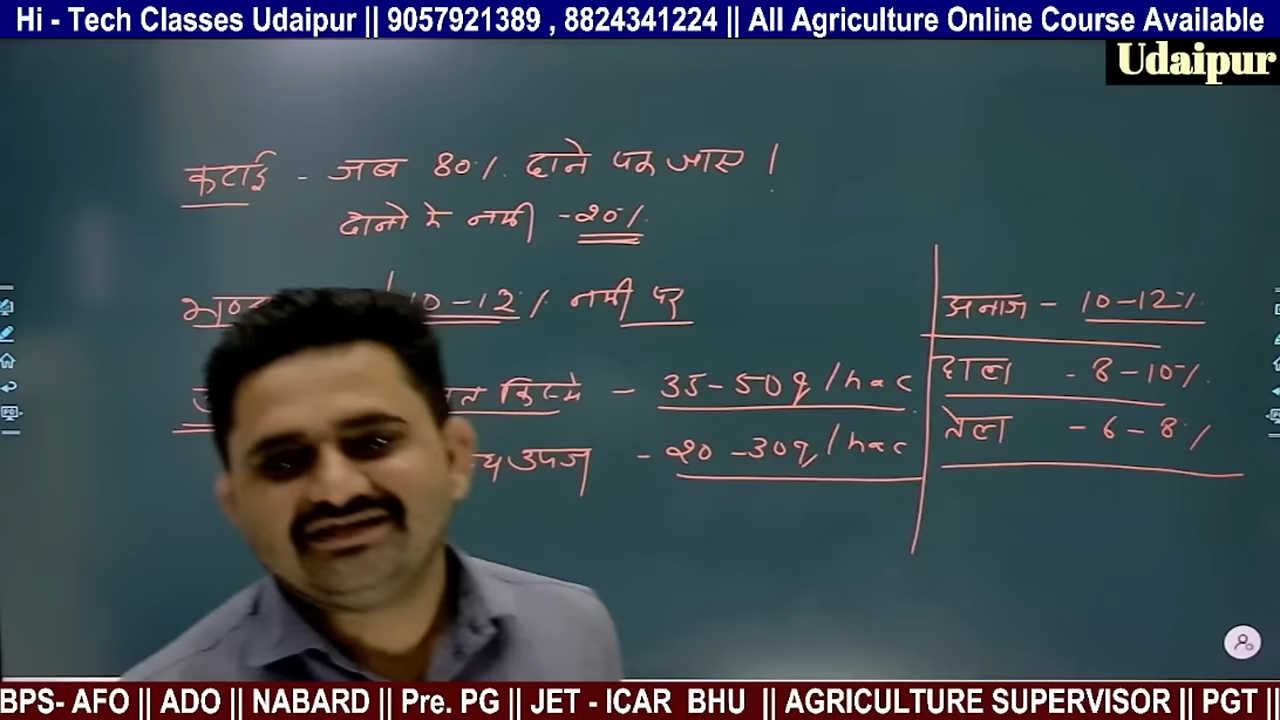 Hi - Tech Classes Udaipur || 9057921389 , 8824341224 || All Agriculture Online Course Available
Udaipur
कटाई - जब 80% दाने पक जाए ।
दानो मे नमी - 20%
10-12% नमी पर
किस्मे - 35-50q/hac
उपज - 20-30q/hac
अनाज - 10-12%
दाल - 8-10%
तेल - 6-8%
BPS- AFO || ADO || NABARD || Pre. PG || JET - ICAR BHU || AGRICULTURE SUPERVISOR || PGT ||